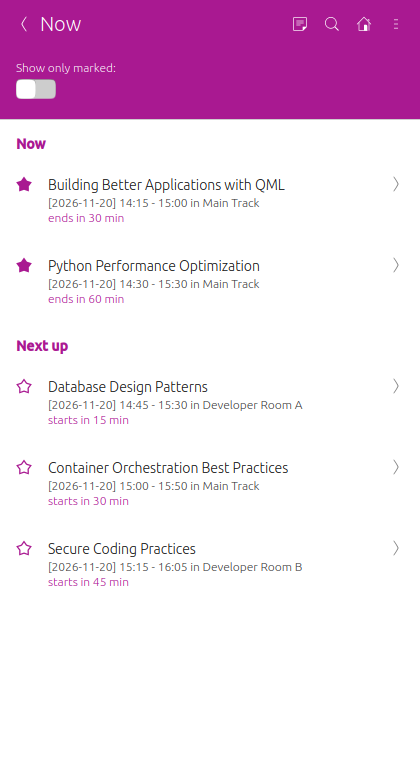 Now
Show only marked:
Now
Building Better Applications with QML
[2026-11-20] 14:15 - 15:00 in Main Track
ends in 30 min
Python Performance Optimization
[2026-11-20] 14:30 - 15:30 in Main Track
ends in 60 min
Next up
Database Design Patterns
[2026-11-20] 14:45 - 15:30 in Developer Room A
starts in 15 min
Container Orchestration Best Practices
[2026-11-20] 15:00 - 15:50 in Main Track
starts in 30 min
Secure Coding Practices
[2026-11-20] 15:15 - 16:05 in Developer Room B
starts in 45 min